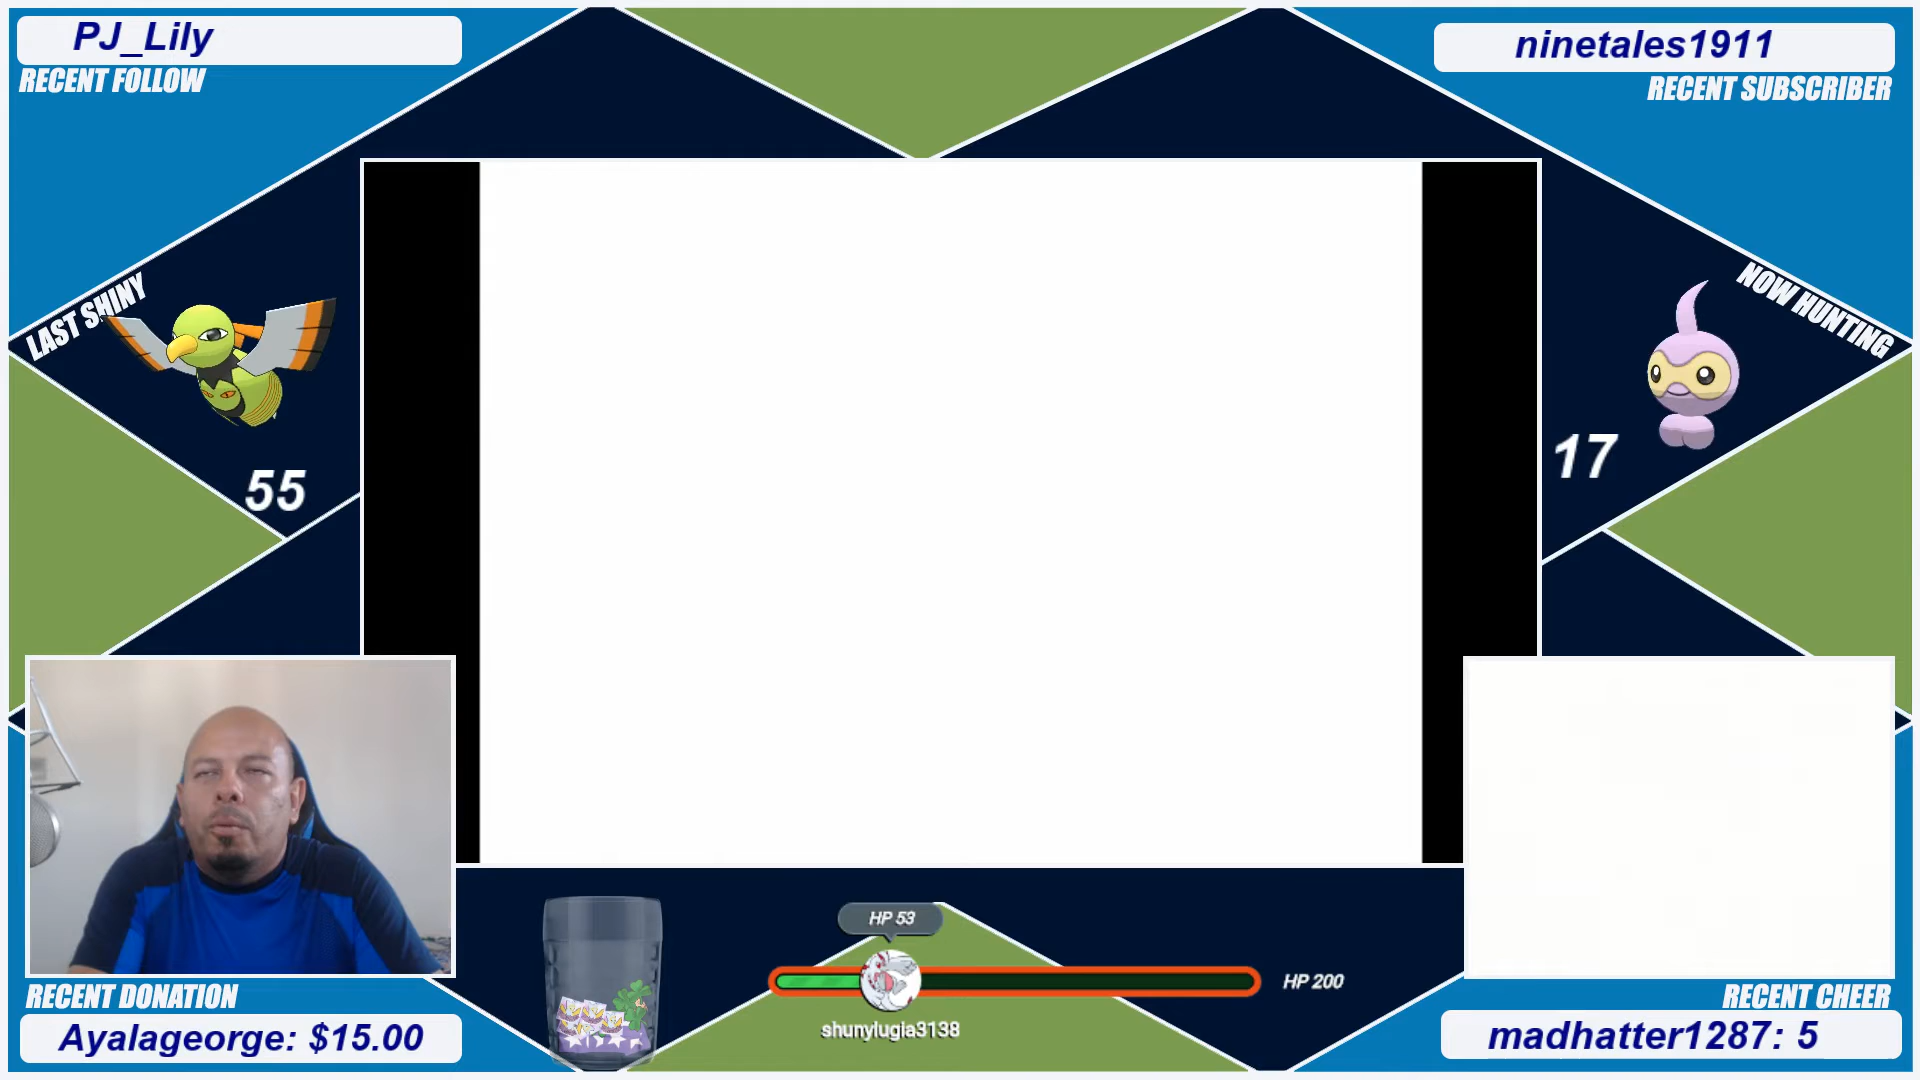 PJ_Lily
RECENT FOLLOW
ninetales1911
RECENT SUBSCRIBER
LAST SHINY
NOW HUNTING
55
17
HP 53
HP 200
shunylugia3138
RECENT DONATION
Ayalageorge: $15.00
RECENT CHEER
madhatter1287: 5